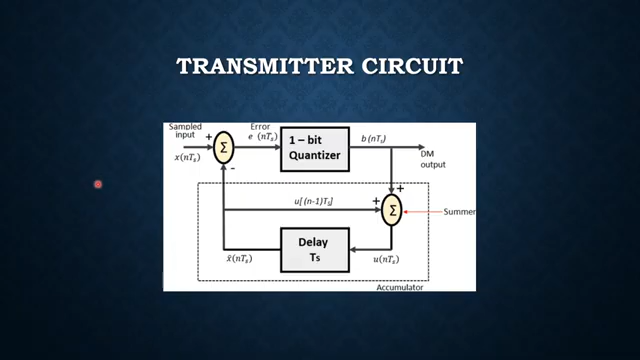 TRANSMITTER CIRCUIT
Sampled input
x(nTₛ)
+
Σ
-
Error
e (nTₛ)
1 – bit Quantizer
b (nTₛ)
DM output
+
+
Σ
Summer
u[(n-1)Tₛ]
Delay Tₛ
x̂(nTₛ)
u(nTₛ)
Accumulator